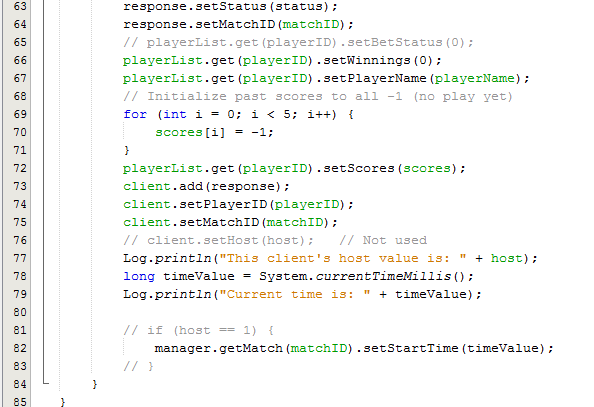 63 response.setStatus(status);
64 response.setMatchID(matchID);
65 // playerList.get(playerID).setBetStatus(0);
66 playerList.get(playerID).setWinnings(0);
67 playerList.get(playerID).setPlayerName(playerName);
68 // Initialize past scores to all -1 (no play yet)
69 for (int i = 0; i < 5; i++) {
70 scores[i] = -1;
71 }
72 playerList.get(playerID).setScores(scores);
73 client.add(response);
74 client.setPlayerID(playerID);
75 client.setMatchID(matchID);
76 // client.setHost(host);   // Not used
77 Log.println("This client's host value is: " + host);
78 long timeValue = System.currentTimeMillis();
79 Log.println("Current time is: " + timeValue);
80
81 // if (host == 1) {
82 manager.getMatch(matchID).setStartTime(timeValue);
83 // }
84 }
85 }